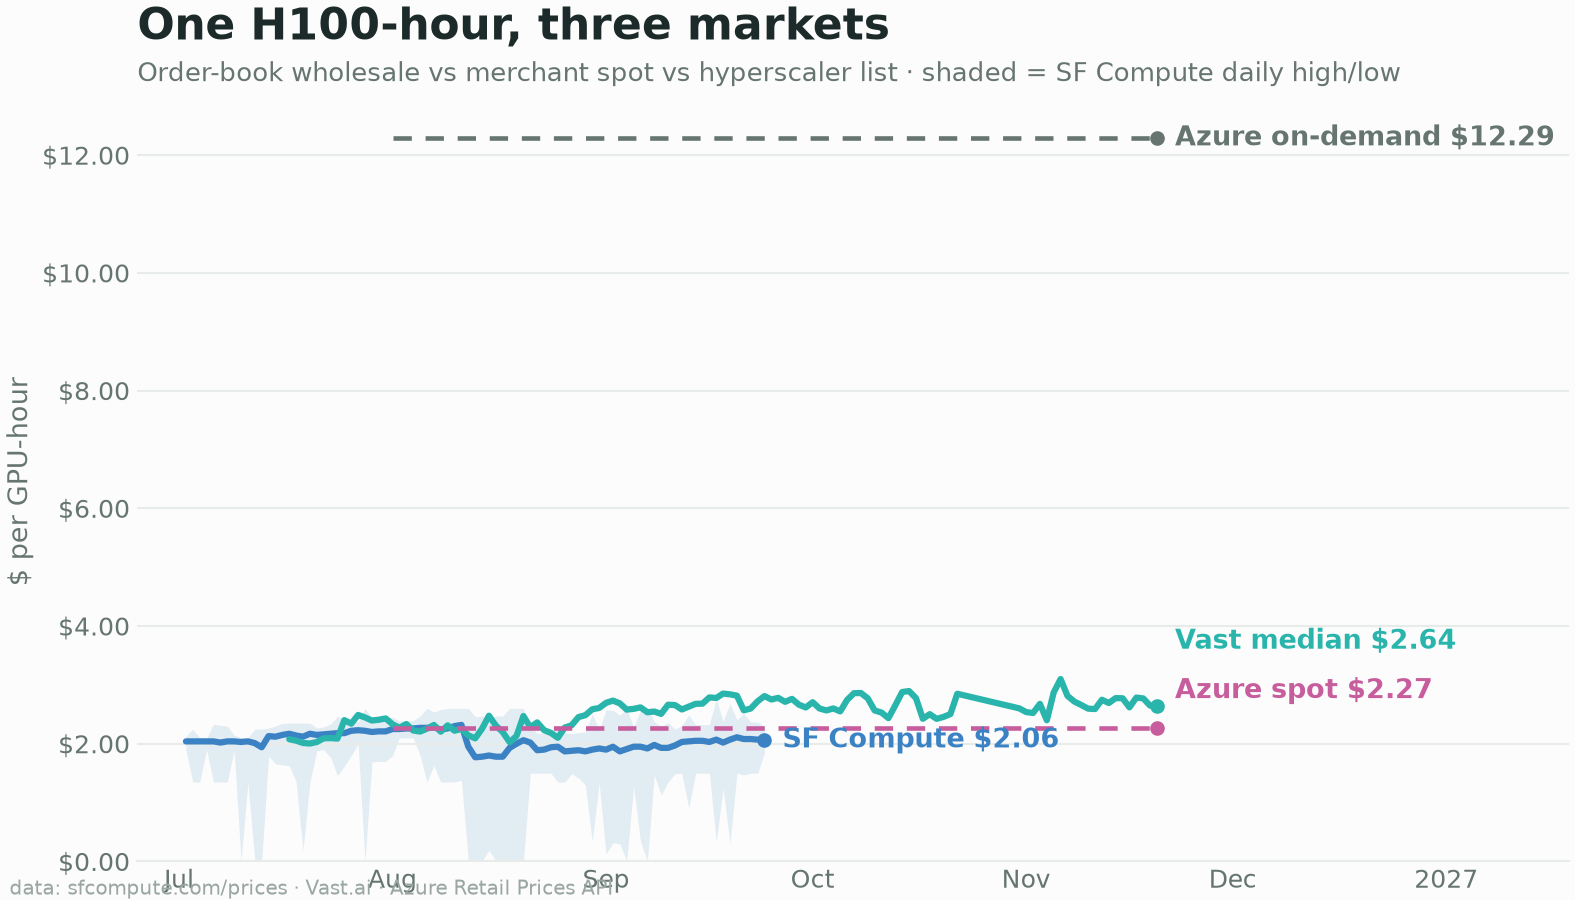 One H100-hour, three markets
Order-book wholesale vs merchant spot vs hyperscaler list · shaded = SF Compute daily high/low
Azure on-demand $12.29
$12.00
$10.00
$8.00
$6.00
$4.00
$2.00
$0.00
$ per GPU-hour
Vast median $2.64
Azure spot $2.27
SF Compute $2.06
Jul
Aug
Sep
Oct
Nov
Dec
2027
data: sfcompute.com/prices · Vast.ai · Azure Retail Prices API